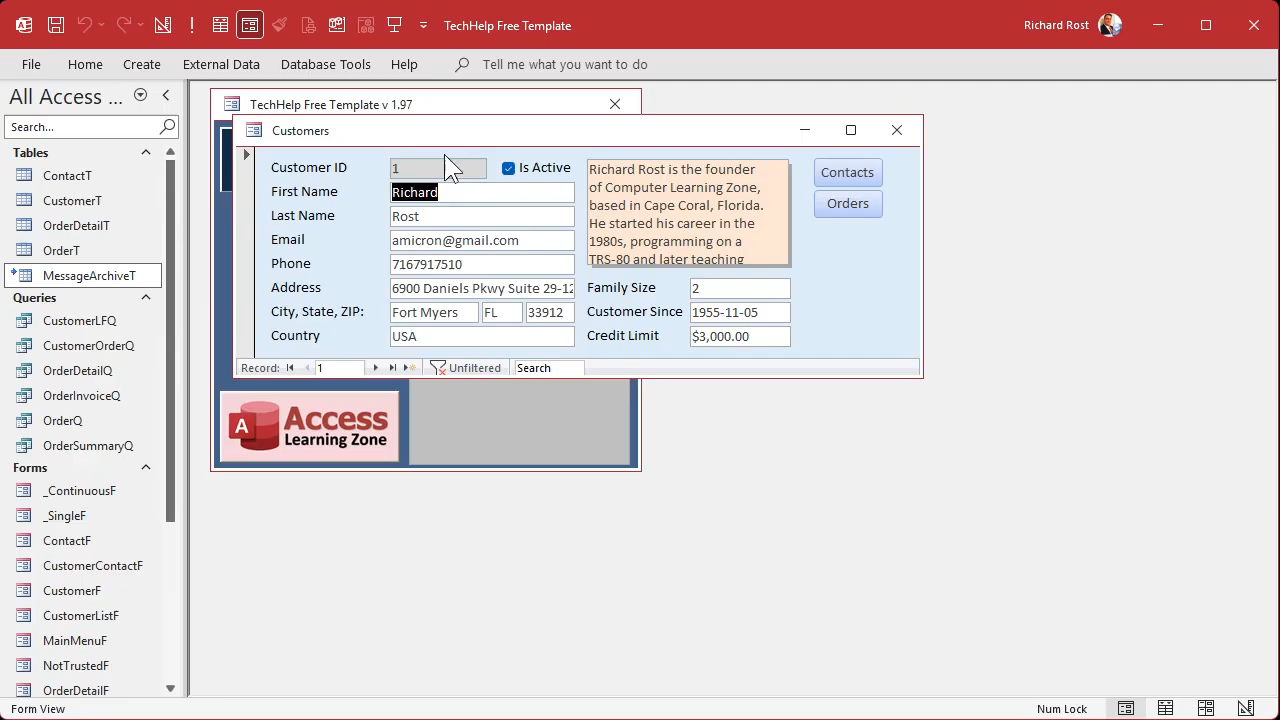 TechHelp Free Template
Richard Rost
File Home Create External Data Database Tools Help Tell me what you want to do
All Access ...
Search...
Tables
ContactT
CustomerT
OrderDetailT
OrderT
MessageArchiveT
Queries
CustomerLFQ
CustomerOrderQ
OrderDetailQ
OrderInvoiceQ
OrderQ
OrderSummaryQ
Forms
_ContinuousF
_SingleF
ContactF
CustomerContactF
CustomerF
CustomerListF
MainMenuF
NotTrustedF
OrderDetailF
TechHelp Free Template v 1.97
Customers
Customer ID 1 Is Active
First Name Richard
Last Name Rost
Email amicron@gmail.com
Phone 7167917510
Address 6900 Daniels Pkwy Suite 29-12
City, State, ZIP: Fort Myers FL 33912
Country USA
Richard Rost is the founder
of Computer Learning Zone,
based in Cape Coral, Florida.
He started his career in the
1980s, programming on a
TRS-80 and later teaching
Family Size 2
Customer Since 1955-11-05
Credit Limit $3,000.00
Contacts
Orders
Record: 1 Unfiltered Search
A Access
Learning Zone
Form View
Num Lock